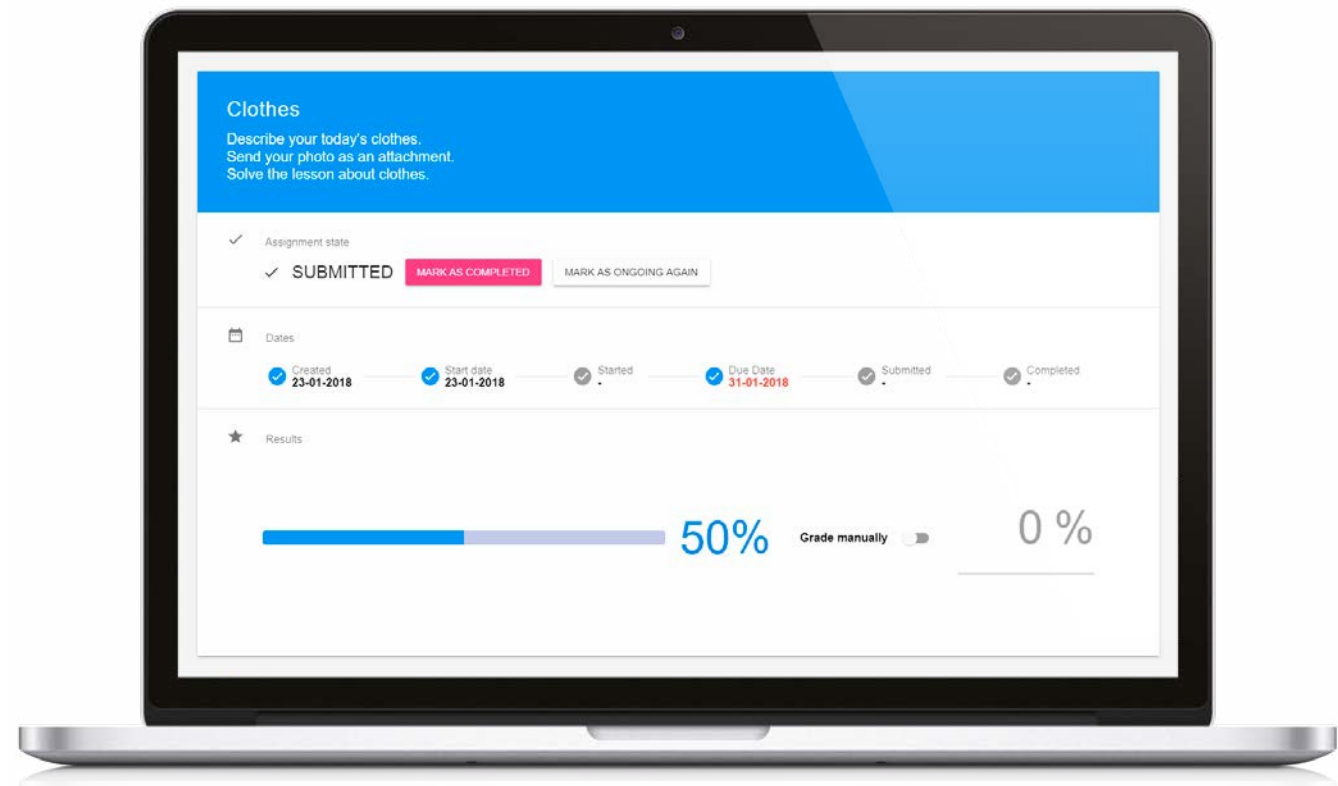 Clothes
Describe your today's clothes.
Send your photo as an attachment.
Solve the lesson about clothes.
Assignment state
SUBMITTED MARK AS COMPLETED MARK AS ONGOING AGAIN
Dates
Created Start date Started Due Date Submitted Completed
23-01-2018 23-01-2018 - 31-01-2018 - -
Results
50% Grade manually 0 %